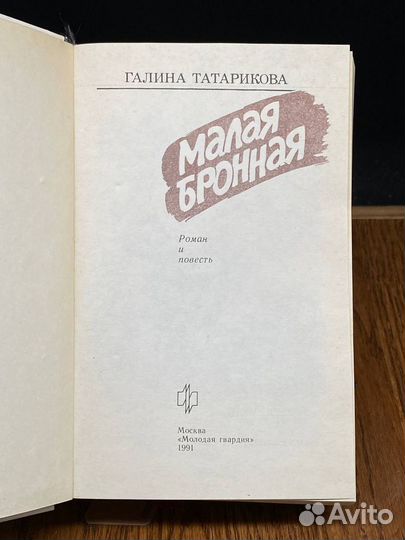 ГАЛИНА ТАТАРИКОВА
МАЛАЯ
БРОННАЯ
Роман
и
повесть
Москва
«Молодая гвардия»
1991
Avito